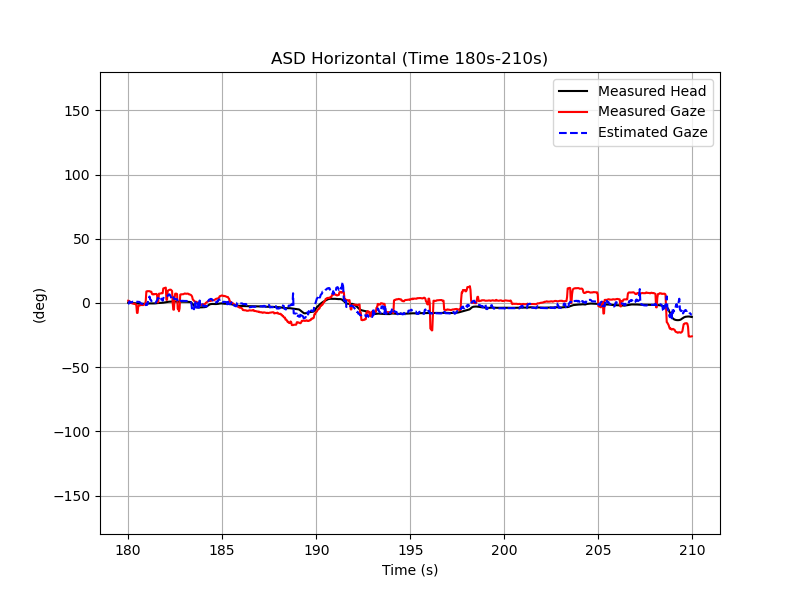 ASD Horizontal (Time 180s-210s)
Measured Head
Measured Gaze
Estimated Gaze
150
100
50
0
−50
−100
−150
(deg)
180 185 190 195 200 205 210
Time (s)